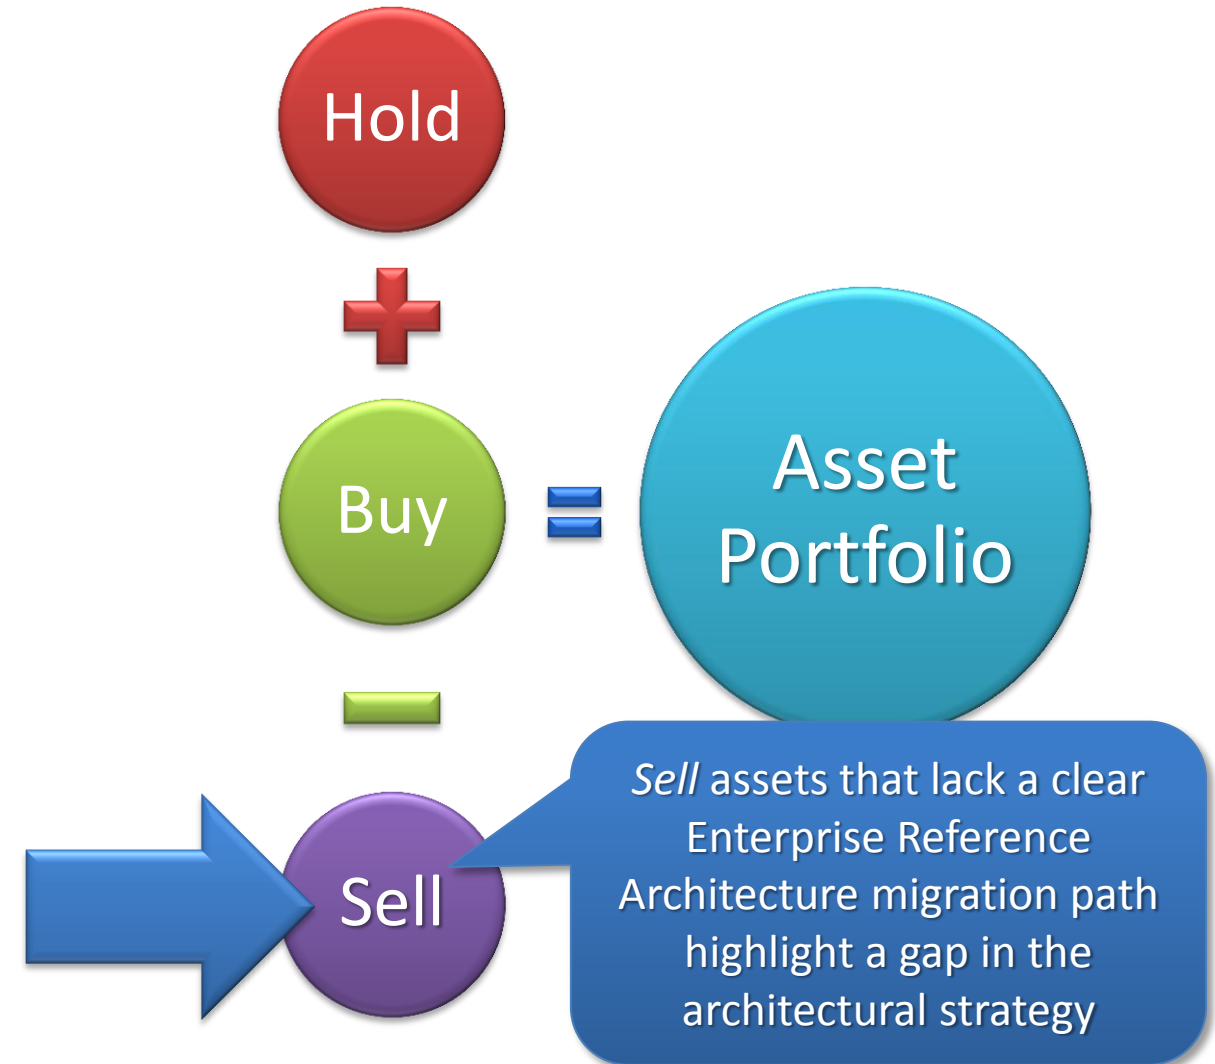 Hold
+
Buy
=
Asset
Portfolio
−
Sell
Sell assets that lack a clear
Enterprise Reference
Architecture migration path
highlight a gap in the
architectural strategy